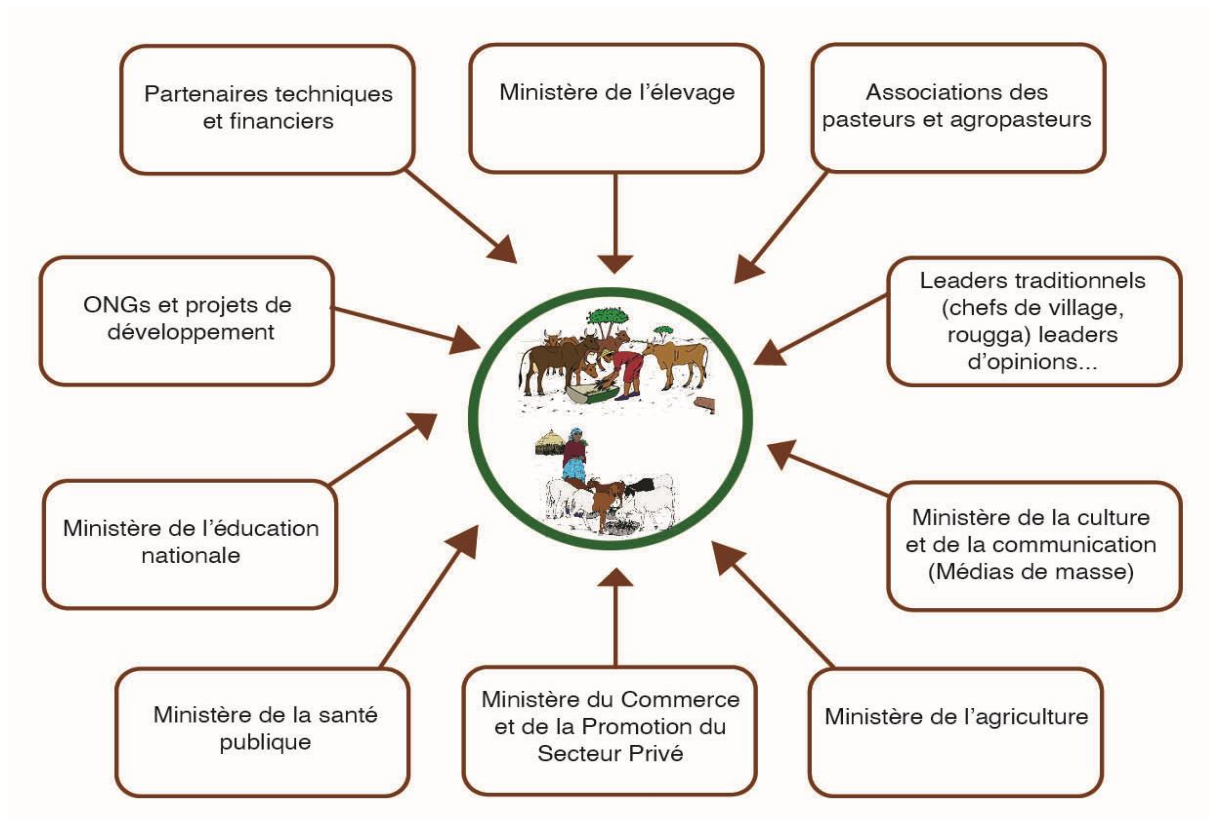 Partenaires techniques
et financiers
Ministère de l'élevage
Associations des
pasteurs et agropasteurs
ONGs et projets de
développement
Leaders traditionnels
(chefs de village,
rougga) leaders
d'opinions...
Ministère de l'éducation
nationale
Ministère de la culture
et de la communication
(Médias de masse)
Ministère de la santé
publique
Ministère du Commerce
et de la Promotion du
Secteur Privé
Ministère de l'agriculture